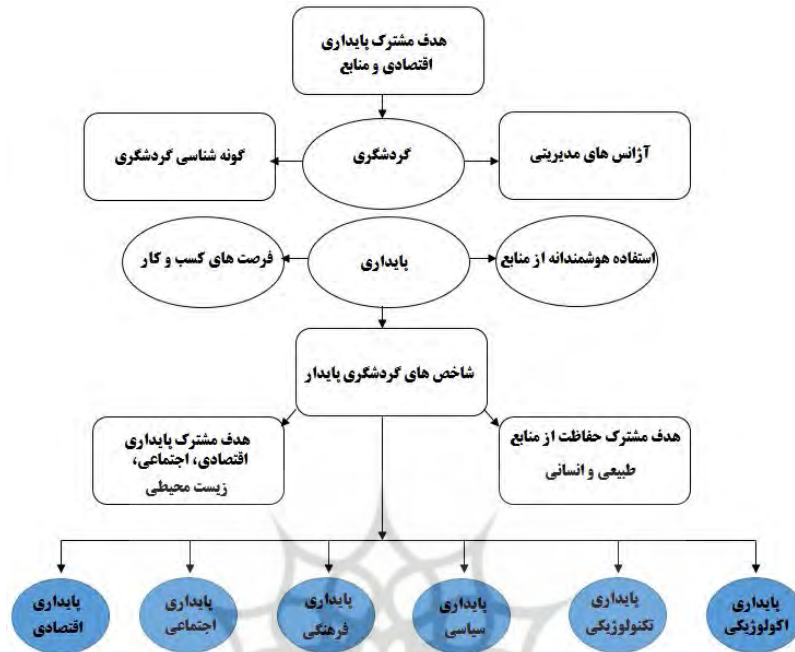 هدف مشترک پایداری
اقتصادی و منابع
آژانس های مدیریتی
گردشگری
گونه شناسی گردشگری
استفاده هوشمندانه از منابع
پایداری
فرصت های کسب و کار
شاخص های گردشگری پایدار
هدف مشترک حفاظت از منابع
طبیعی و انسانی
هدف مشترک پایداری
اقتصادی، اجتماعی،
زیست محیطی
پایداری
اکولوژیکی
پایداری
تکنولوژیکی
پایداری
سیاسی
پایداری
فرهنگی
پایداری
اجتماعی
پایداری
اقتصادی